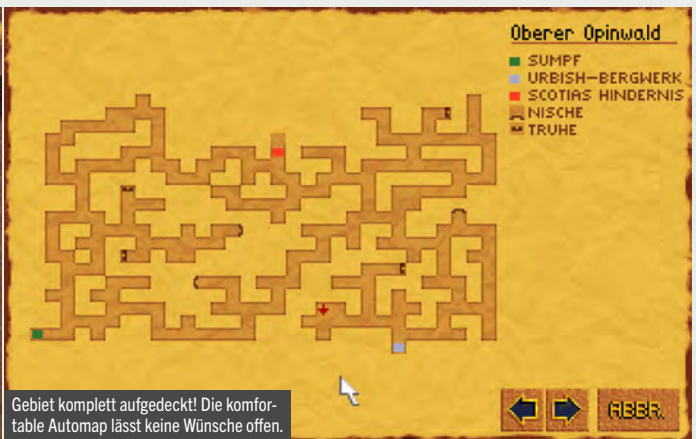 Oberer Opinwald
SUMPF
URBISH-BERGWERK
SCOTIAS HINDERNIS
NISCHE
TRUHE
Gebiet komplett aufgedeckt! Die komfor-
table Automap lässt keine Wünsche offen.
ABBR.